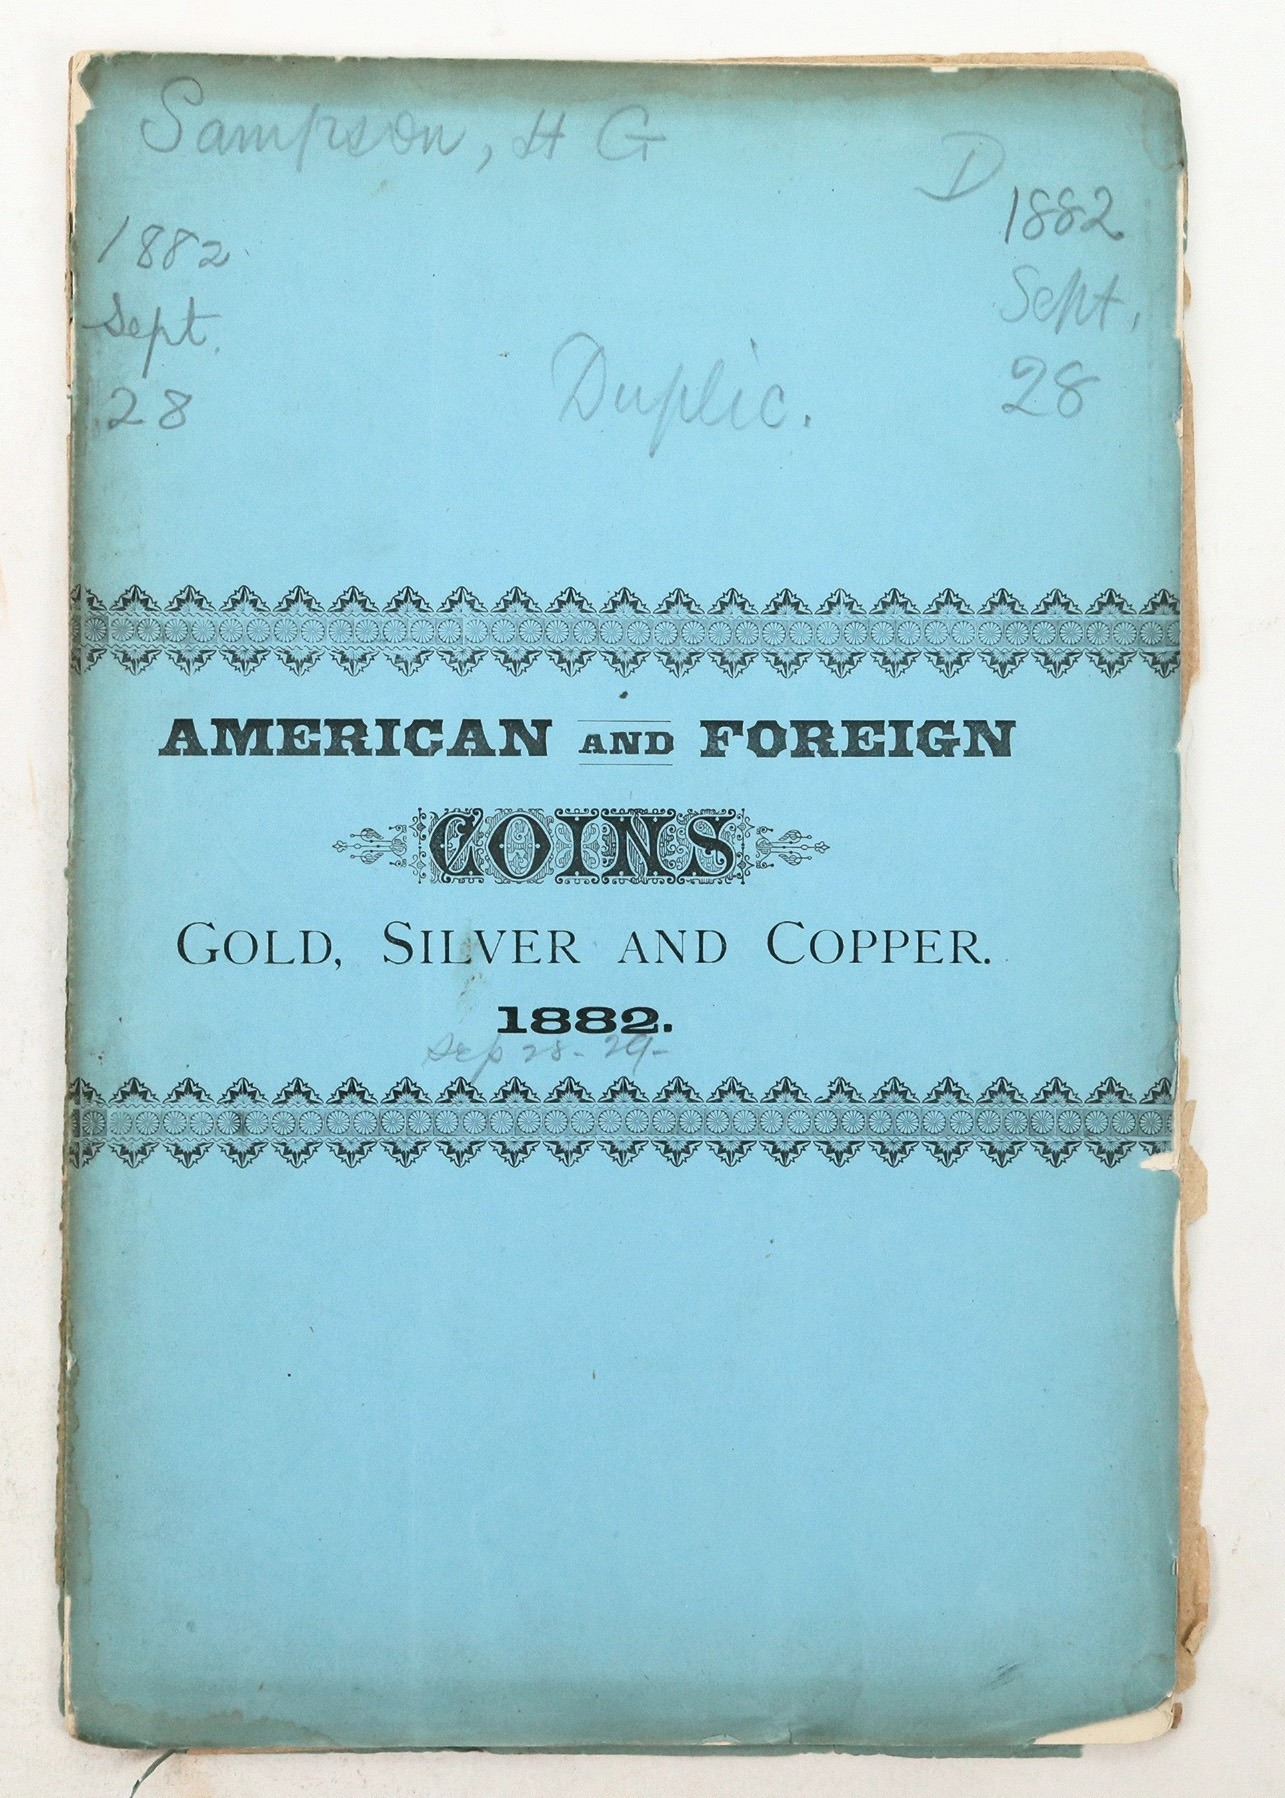 Sampson, H G
D
1882
Sept.
28
1882
Sept.
28
Duplic.
AMERICAN AND FOREIGN
COINS
GOLD, SILVER AND COPPER.
1882.
Sep 28-29-